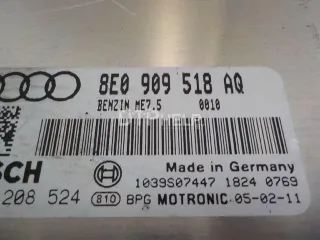 8E0 909 518 AQ
BENZIN ME7.5 0010
SCH
Made in Germany
1039S07447 1824 0769
208 524
810 BPG MOTRONIC 05-02-11